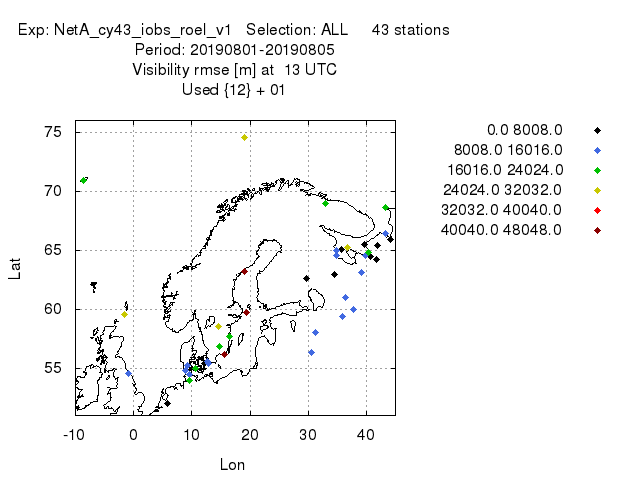 Exp: NetA_cy43_iobs_roel_v1   Selection: ALL      43 stations
Period: 20190801-20190805
Visibility rmse [m] at  13 UTC
Used {12} + 01
0.0 8008.0
8008.0 16016.0
16016.0 24024.0
24024.0 32032.0
32032.0 40040.0
40040.0 48048.0
75
70
65
60
55
Lat
-10 0 10 20 30 40
Lon